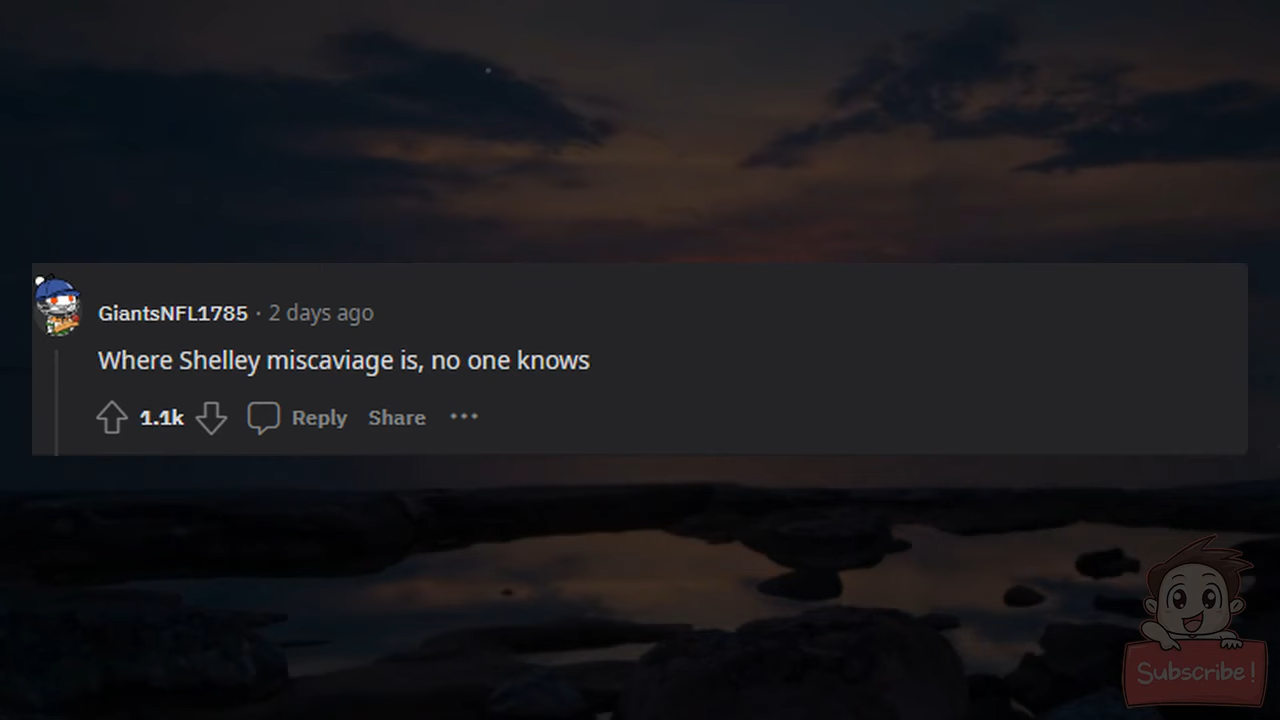 GiantsNFL1785 · 2 days ago
Where Shelley miscaviage is, no one knows
1.1k Reply Share ···
Subscribe!